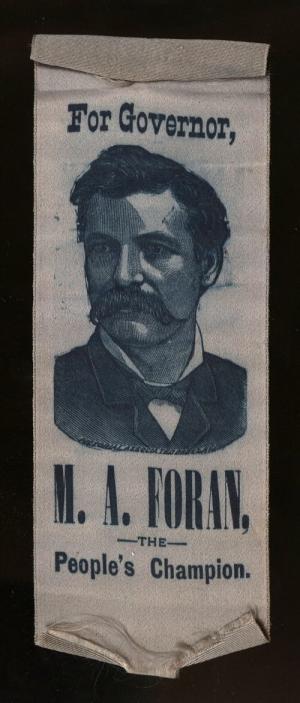 For Governor,
M. A. FORAN,
—THE—
People's Champion.